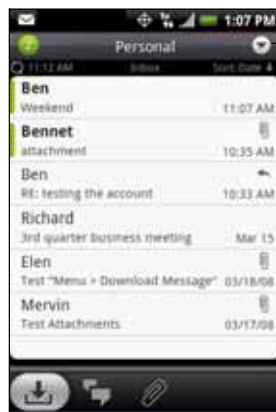 1:07 PM
Personal
11:12 AM Inbox Sort: Date
Ben
Weekend 11:07 AM
Bennet
attachment 10:35 AM
Ben
RE: testing the account 10:33 AM
Richard
3rd quarter business meeting Mar 15
Elen
Test "Menu > Download Message" 03/18/08
Mervin
Test Attachments 03/17/08